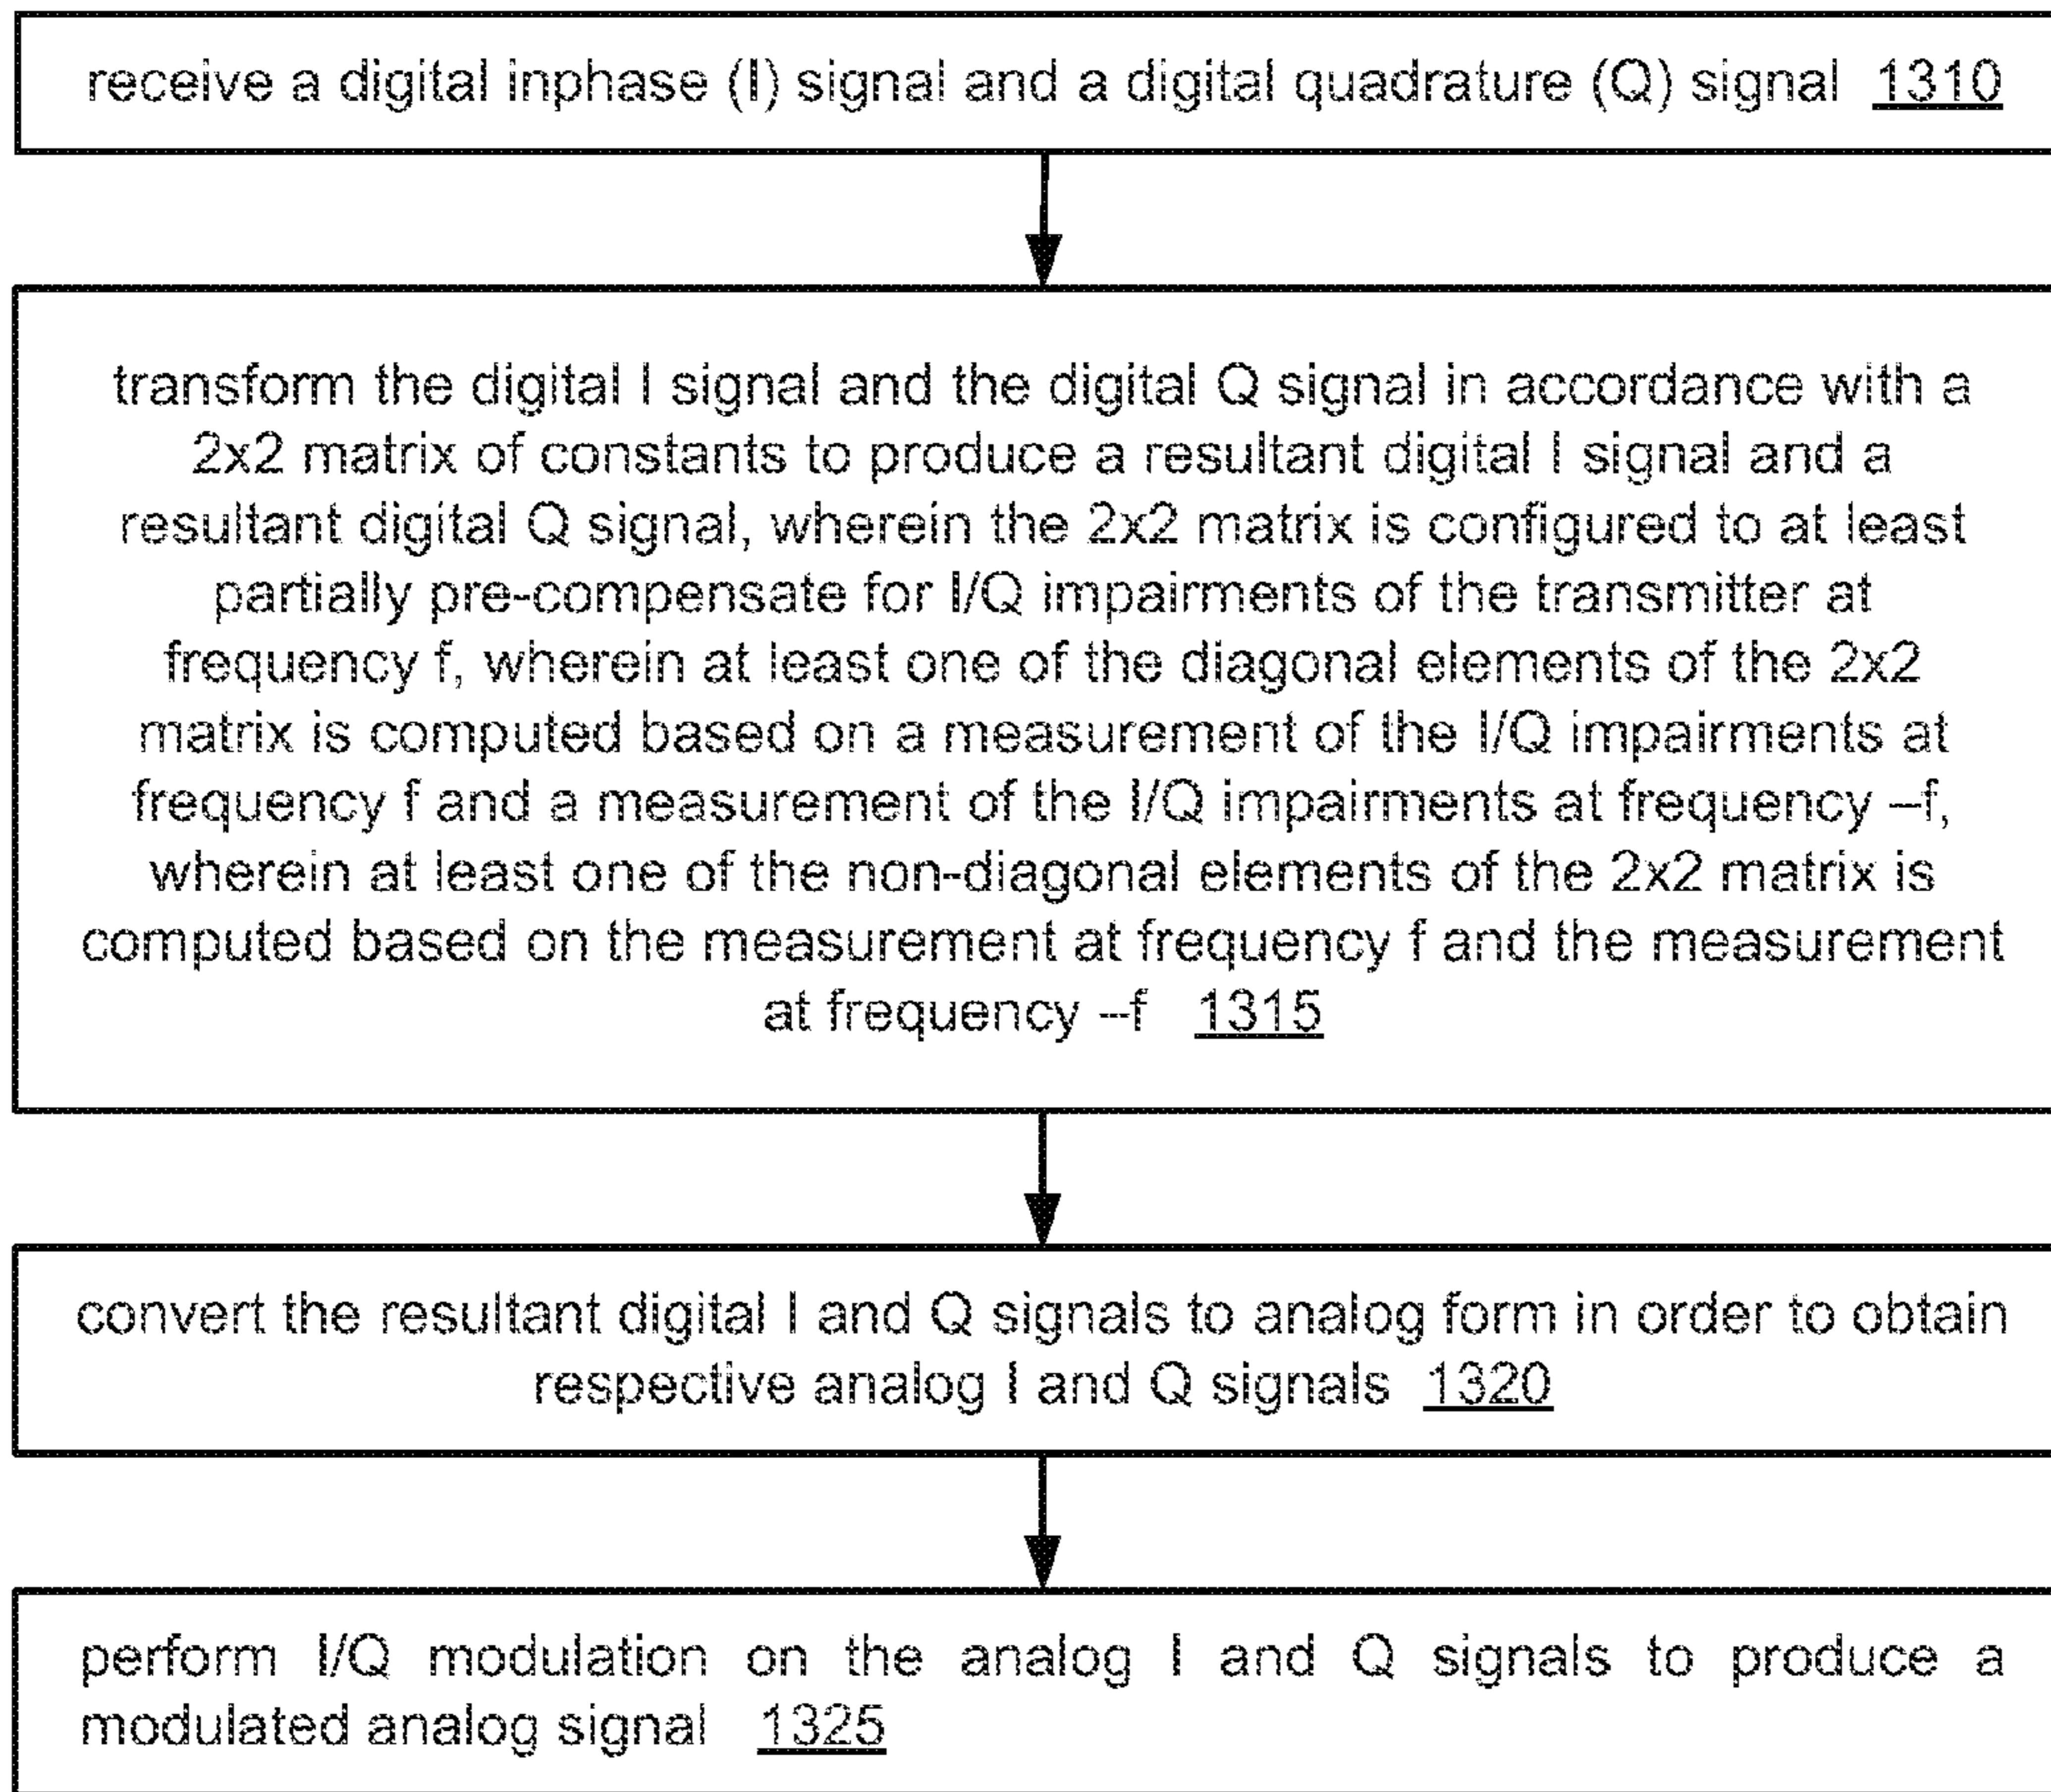 receive a digital inphase (I) signal and a digital quadrature (Q) signal 1310
transform the digital I signal and the digital Q signal in accordance with a
2x2 matrix of constants to produce a resultant digital I signal and a
resultant digital Q signal, wherein the 2x2 matrix is configured to at least
partially pre-compensate for I/Q impairments of the transmitter at
frequency f, wherein at least one of the diagonal elements of the 2x2
matrix is computed based on a measurement of the I/Q impairments at
frequency f and a measurement of the I/Q impairments at frequency –f,
wherein at least one of the non-diagonal elements of the 2x2 matrix is
computed based on the measurement at frequency f and the measurement
at frequency –f 1315
convert the resultant digital I and Q signals to analog form in order to obtain
respective analog I and Q signals 1320
perform I/Q modulation on the analog I and Q signals to produce a
modulated analog signal 1325